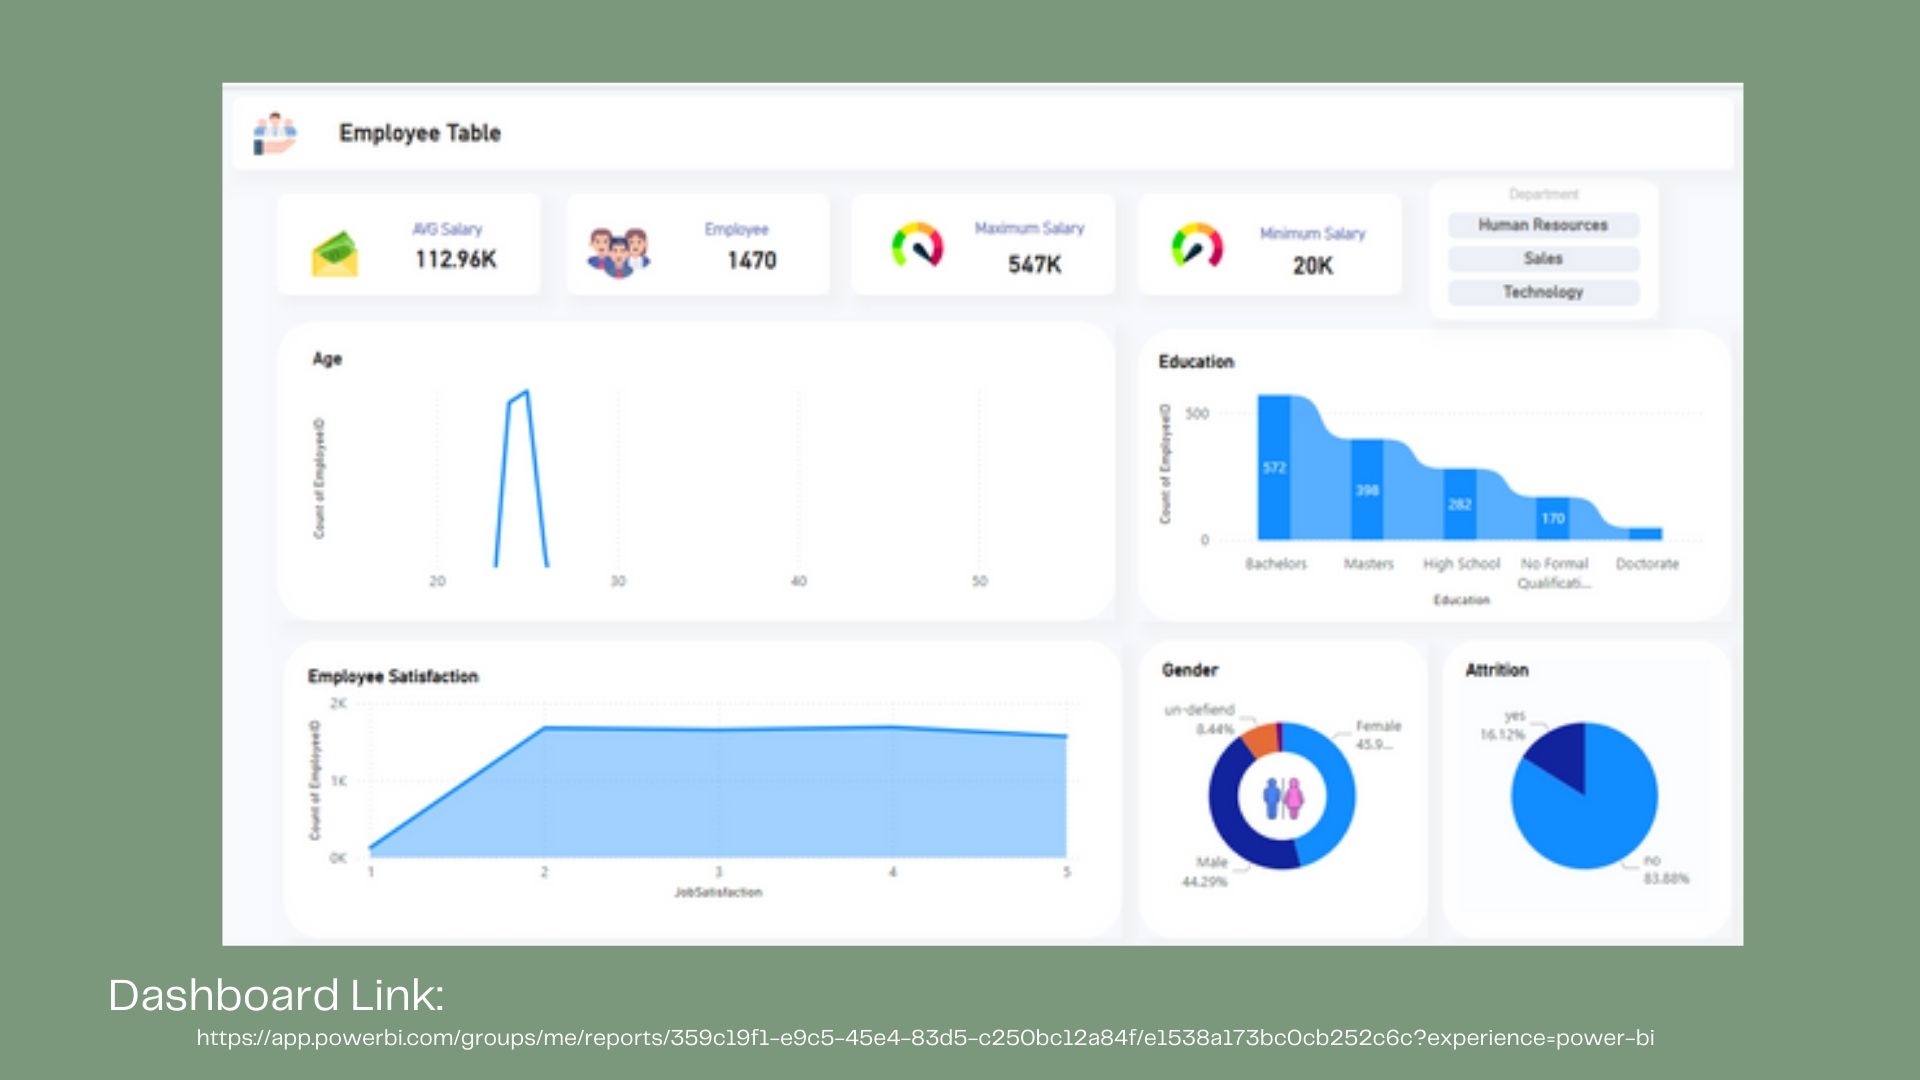 Employee Table
AVG Salary
112.96K
Employee
1470
Maximum Salary
547K
Minimum Salary
20K
Department
Human Resources
Sales
Technology
Age
Count of EmployeeID
20
30
40
50
Education
Count of EmployeeID
500
0
572
398
282
170
Bachelors
Masters
High School
No Formal
Qualificati...
Doctorate
Education
Employee Satisfaction
Count of EmployeeID
2K
1K
0K
1
2
3
4
5
JobSatisfaction
Gender
un-defiend
8.44%
Female
45.9...
Male
44.29%
Attrition
yes
16.12%
no
83.88%
Dashboard Link:
https://app.powerbi.com/groups/me/reports/359c19f1-e9c5-45e4-83d5-c250bc12a84f/e1538a173bc0cb252c6c?experience=power-bi